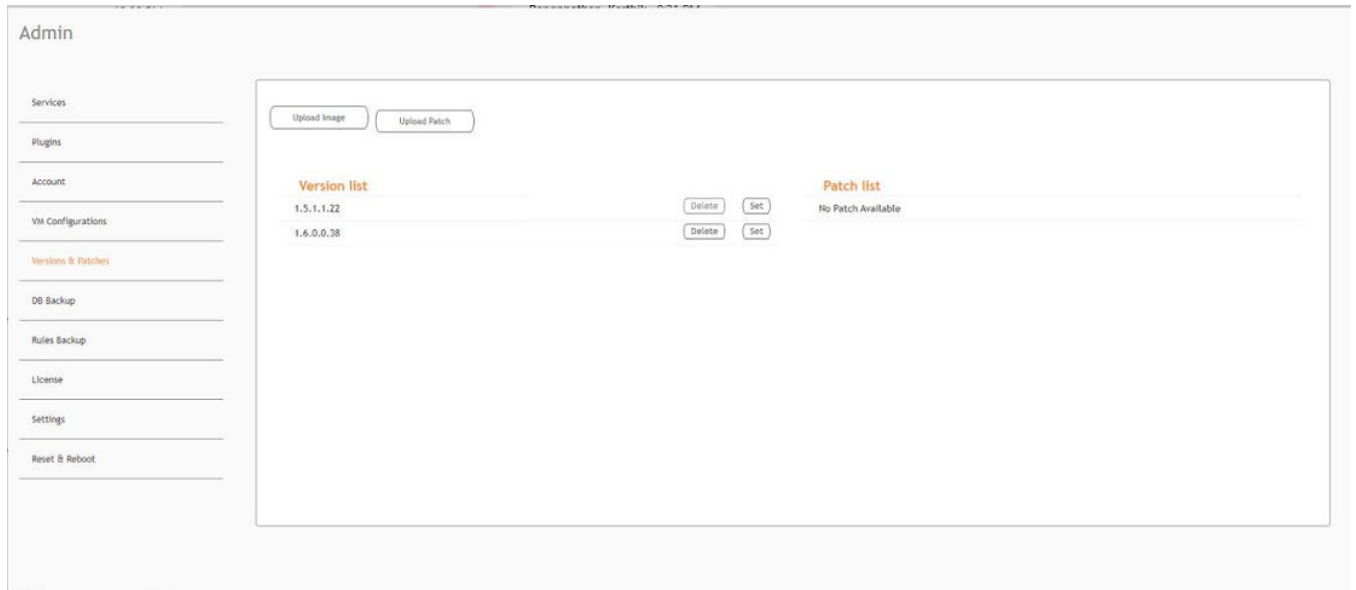 Admin
Services
Plugins
Account
VM Configurations
Versions & Patches
DB Backup
Rules Backup
License
Settings
Reset & Reboot
Upload Image Upload Patch
Version list
1.5.1.1.22 Delete Set
1.6.0.0.38 Delete Set
Patch list
No Patch Available